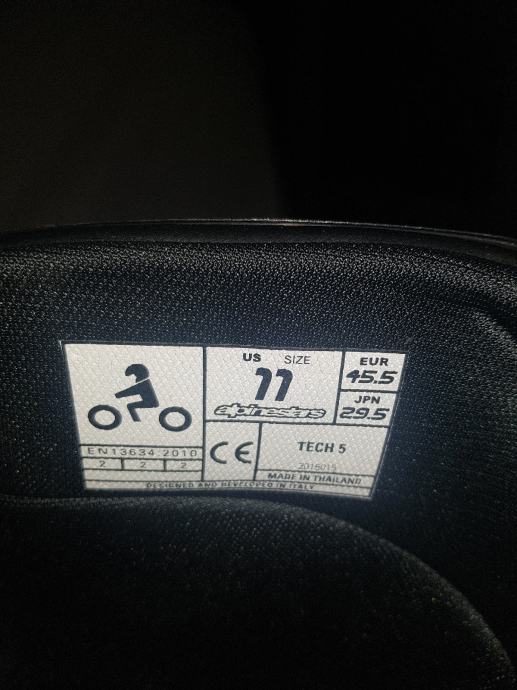 US SIZE
11
alpinestars
EUR
45.5
JPN
29.5
EN13634:2010
2 2 2
CE
TECH 5
2015015
MADE IN THAILAND
DESIGNED AND DEVELOPED IN ITALY